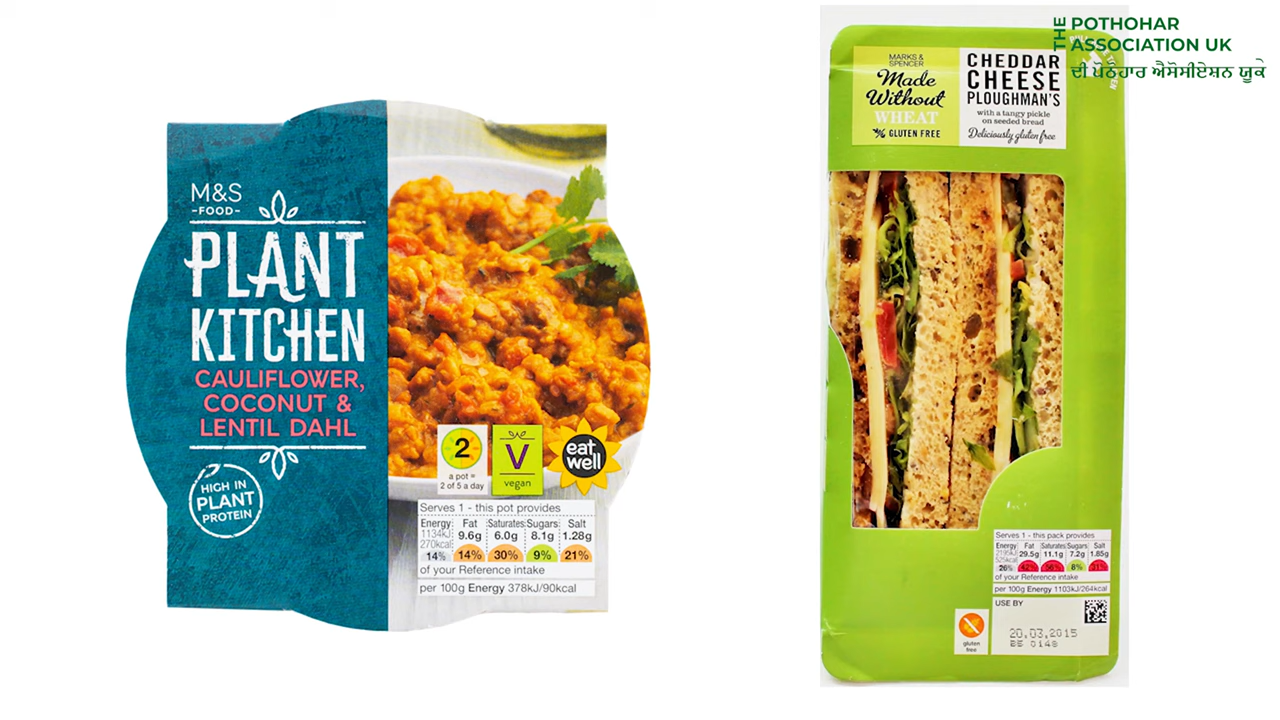 M&S
-FOOD-
PLANT
KITCHEN
CAULIFLOWER,
COCONUT &
LENTIL DAHL
HIGH IN
PLANT
PROTEIN
2
a pot =
2 of 5 a day
V
vegan
eat
well
Serves 1 - this pot provides
Energy Fat Saturates Sugars Salt
1134kJ 9.6g 6.0g 8.1g 1.28g
270kcal
14% 14% 30% 9% 21%
of your Reference intake
per 100g Energy 378kJ/90kcal
THE POTHOHAR
ASSOCIATION UK
ਦੀ ਪੋਠੋਹਾਰ ਐਸੋਸੀਏਸ਼ਨ ਯੂਕੇ
MARKS &
SPENCER
Made
Without
WHEAT
GLUTEN FREE
CHEDDAR
CHEESE
PLOUGHMAN'S
with a tangy pickle
on seeded bread
Deliciously gluten free
Serves 1 - this pack provides
Energy Fat Saturates Sugars Salt
2195kJ 29.5g 11.1g 7.2g 1.85g
525kcal
26% 42% 56% 8% 31%
of your Reference intake
per 100g Energy 1103kJ/264kcal
USE BY
20.03.2015
gluten
free